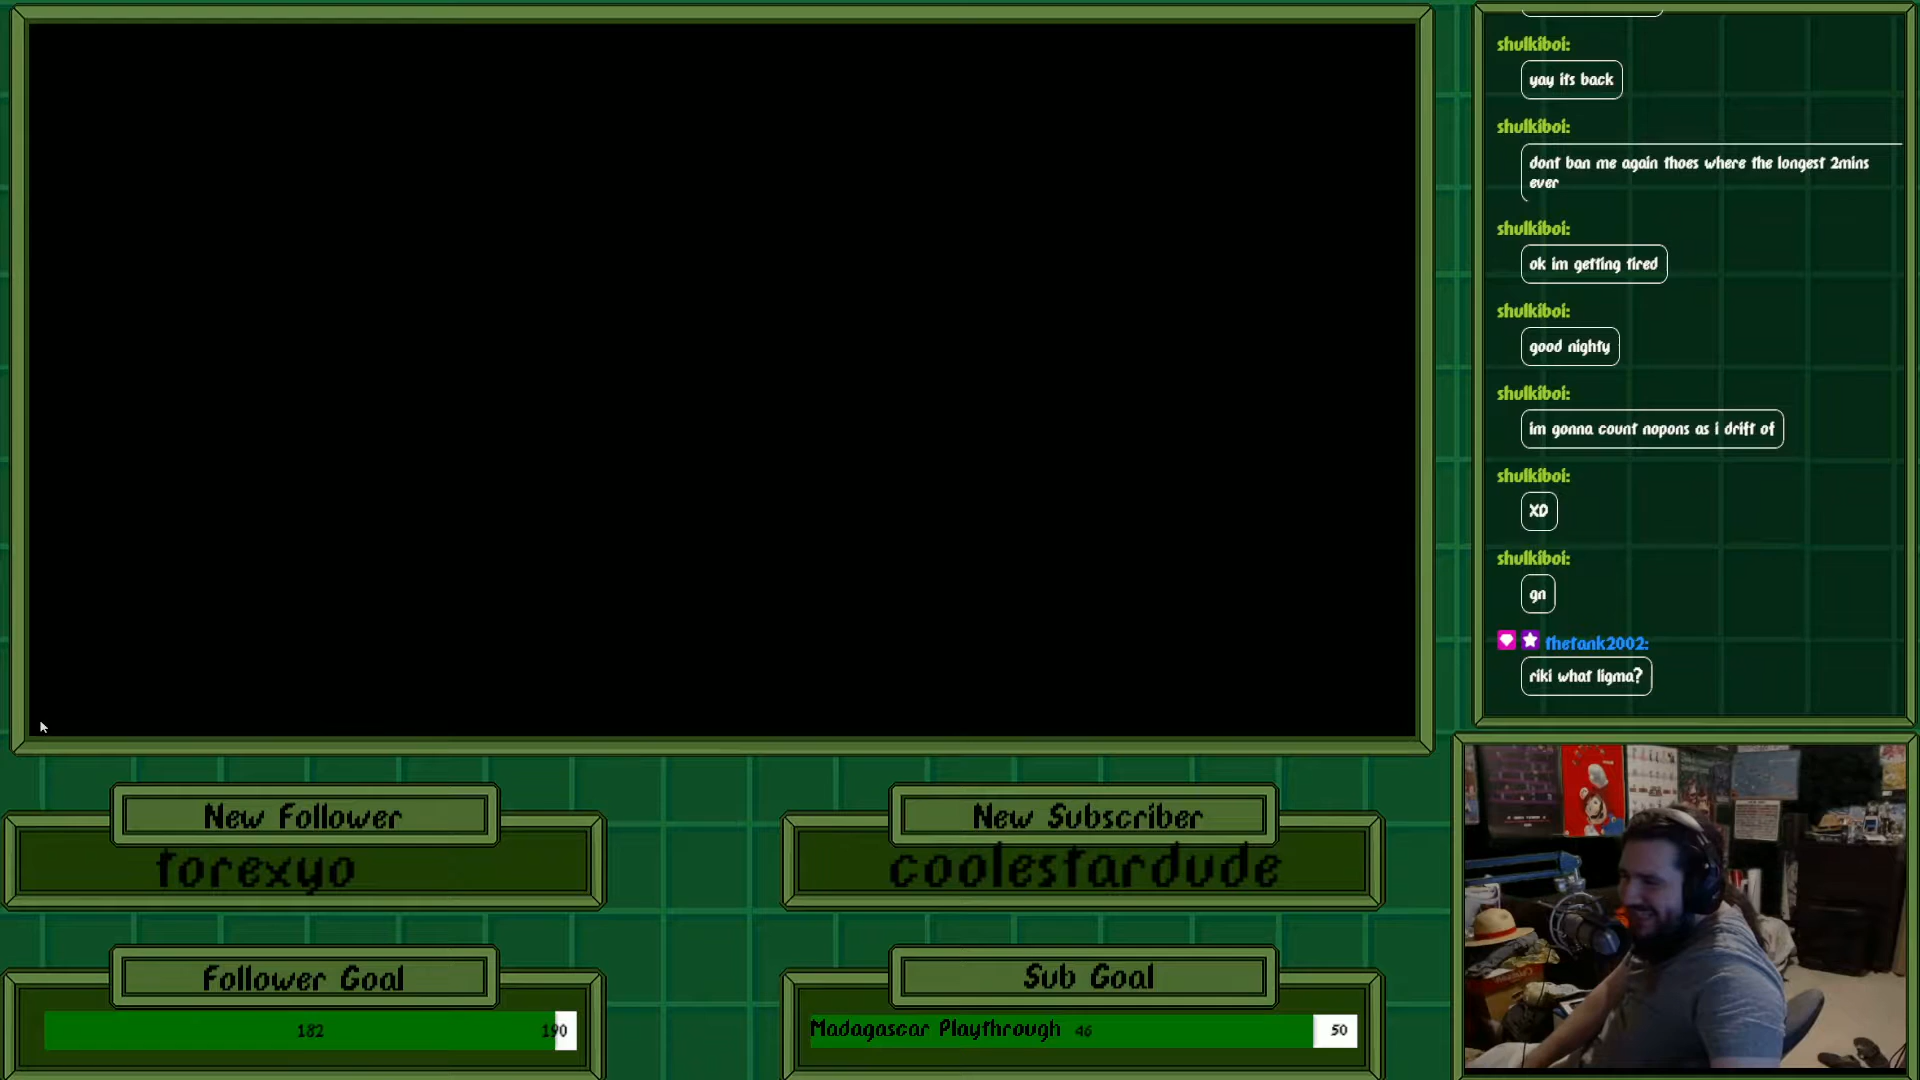 shulkiboi:
yay its back
shulkiboi:
dont ban me again thoes where the longest 2mins
ever
shulkiboi:
ok im getting tired
shulkiboi:
good nighty
shulkiboi:
im gonna count nopons as i drift of
shulkiboi:
XD
shulkiboi:
gn
thetank2002:
riki what ligma?
New Follower
torexyo
New Subscriber
coolestardude
Follower Goal
182
190
Sub Goal
Madagascar Playthrough 46
50